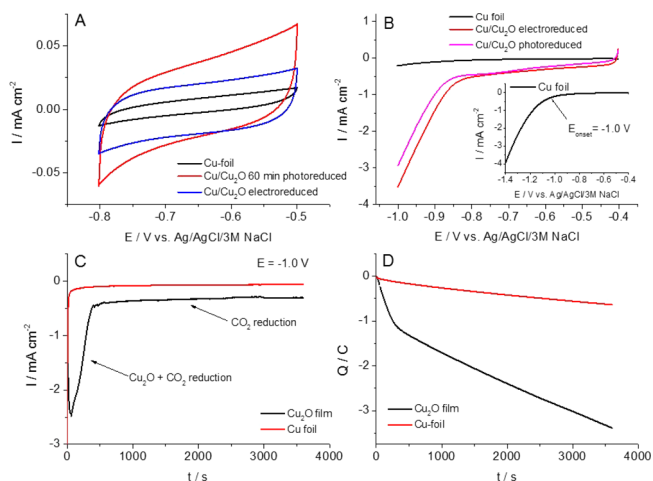 A
0.05
0.00
-0.05
I / mA cm-2
Cu-foil
Cu/Cu2O 60 min photoreduced
Cu/Cu2O electroreduced
-0.8
-0.7
-0.6
-0.5
E / V vs. Ag/AgCl/3M NaCl
B
Cu foil
Cu/Cu2O electroreduced
Cu/Cu2O photoreduced
1
0
-1
-2
-3
-4
I / mA cm-2
Cu foil
0
-1
-2
-3
-4
I / mA cm-2
Eonset = -1.0 V
-1.4
-1.2
-1.0
-0.8
-0.6
-0.4
E / V vs. Ag/AgCl/3M NaCl
-1.0
-0.9
-0.8
-0.7
-0.6
-0.5
-0.4
E / V vs. Ag/AgCl/3M NaCl
C
E = -1.0 V
0
-1
-2
-3
I / mA cm-2
CO2 reduction
Cu2O + CO2 reduction
Cu2O film
Cu foil
0
1000
2000
3000
4000
t / s
D
0
-1
-2
-3
Q / C
Cu2O film
Cu-foil
0
1000
2000
3000
4000
t / s